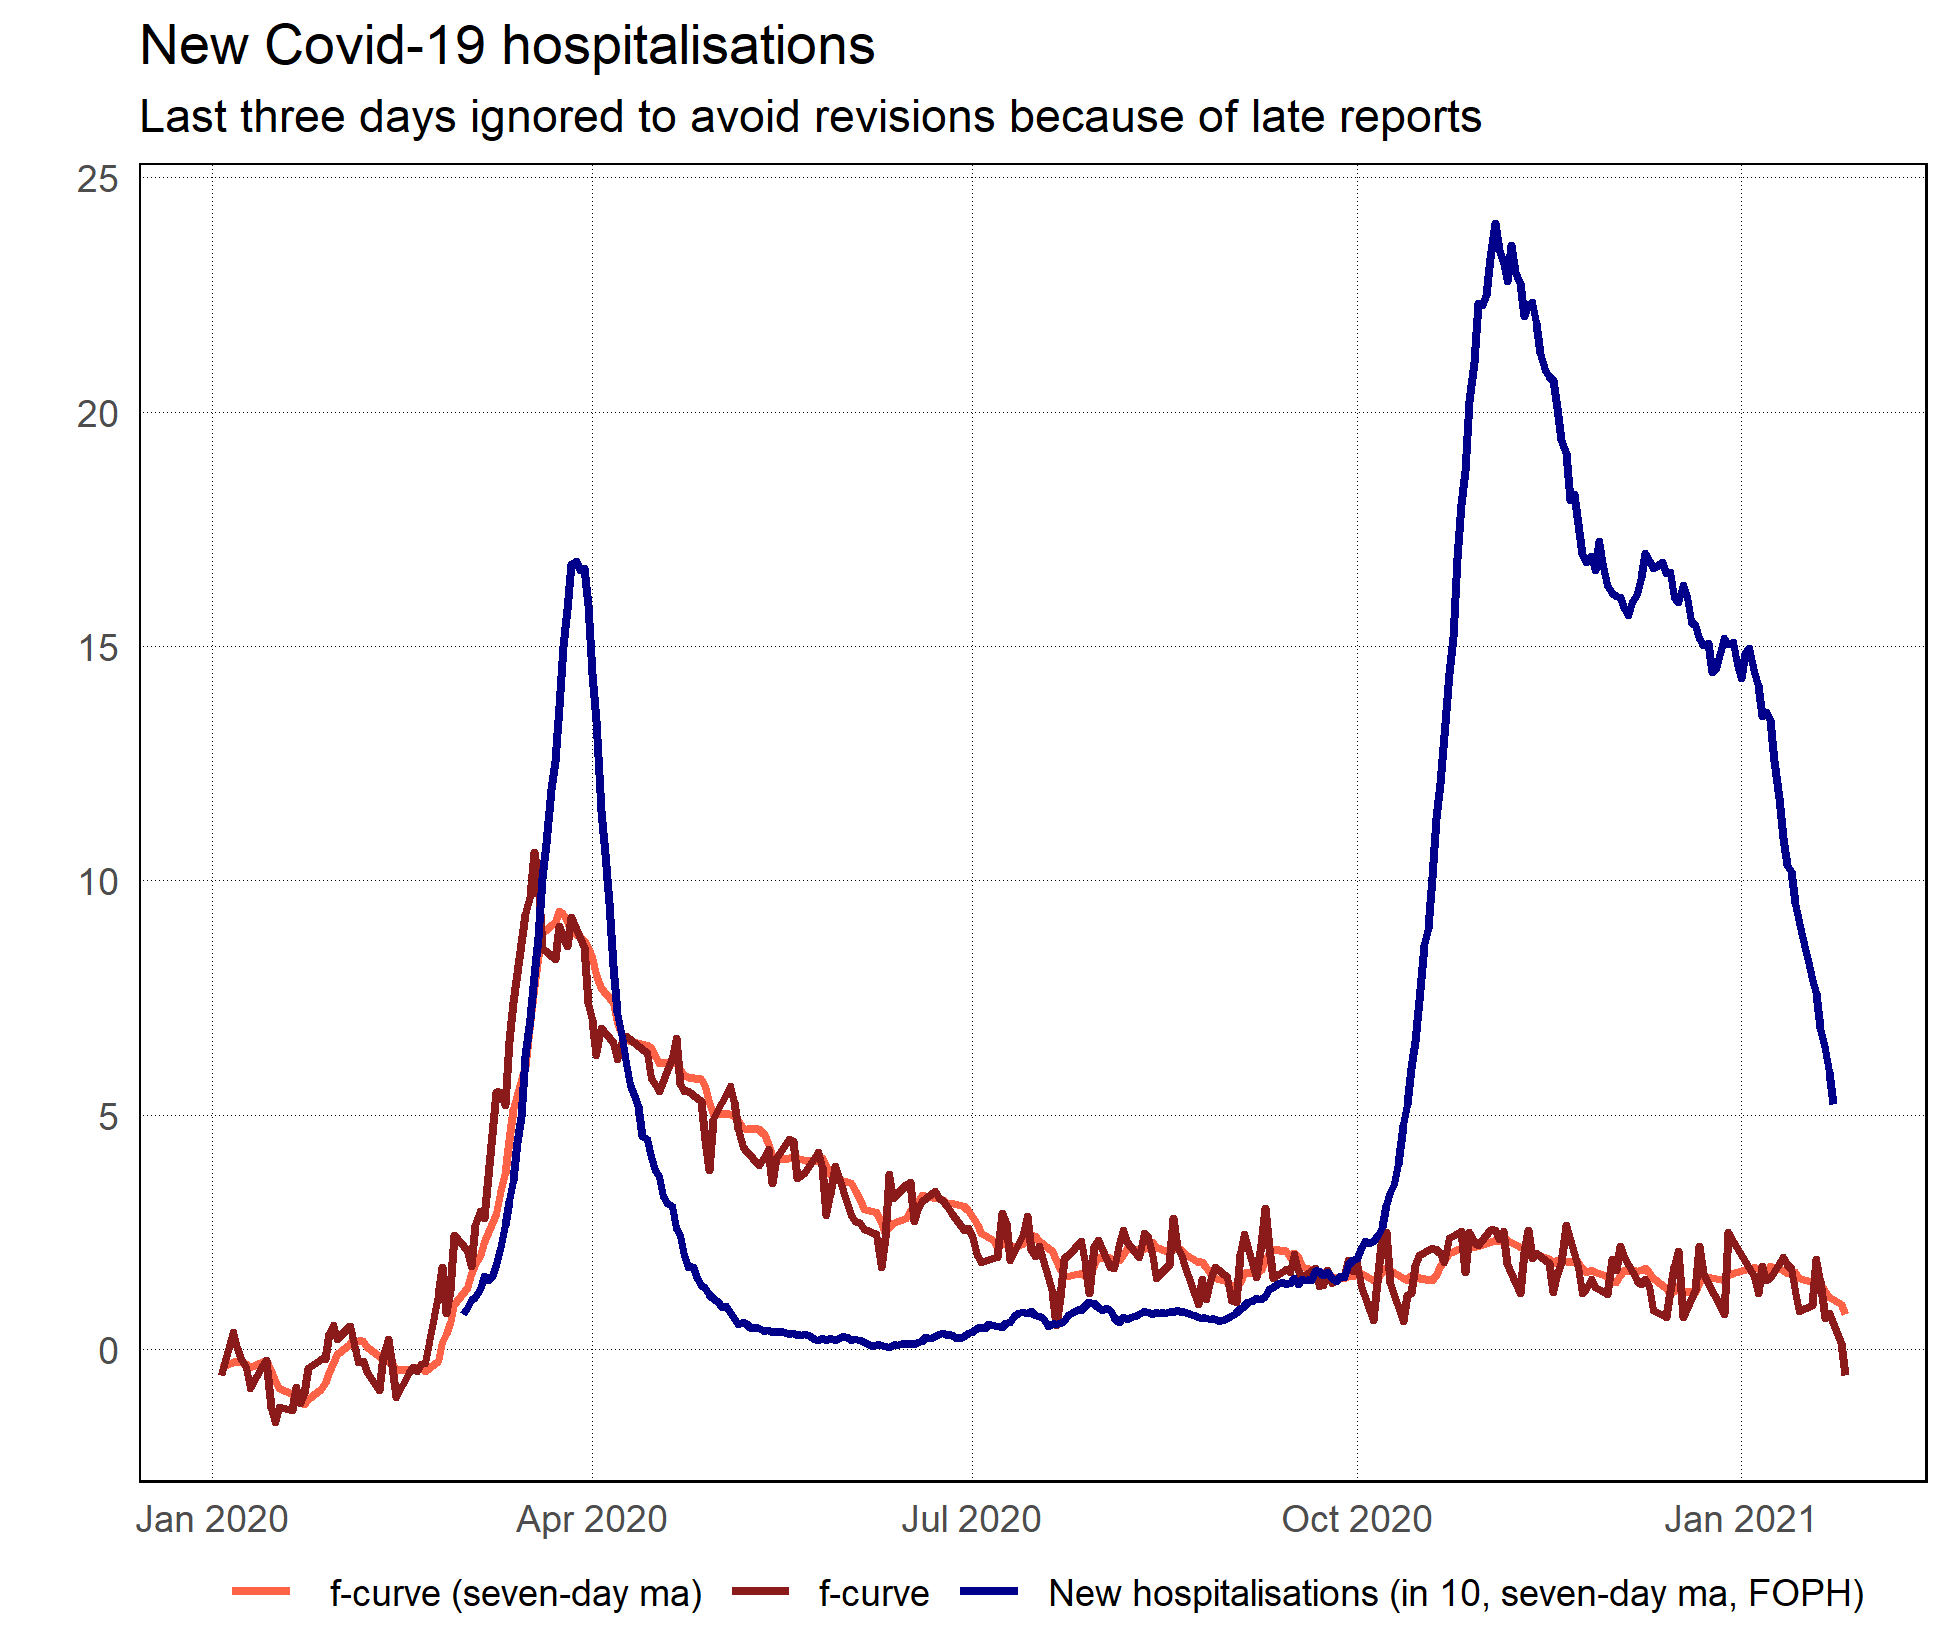 New Covid-19 hospitalisations
Last three days ignored to avoid revisions because of late reports
25
20
15
10
5
0
Jan 2020 Apr 2020 Jul 2020 Oct 2020 Jan 2021
f-curve (seven-day ma) f-curve New hospitalisations (in 10, seven-day ma, FOPH)